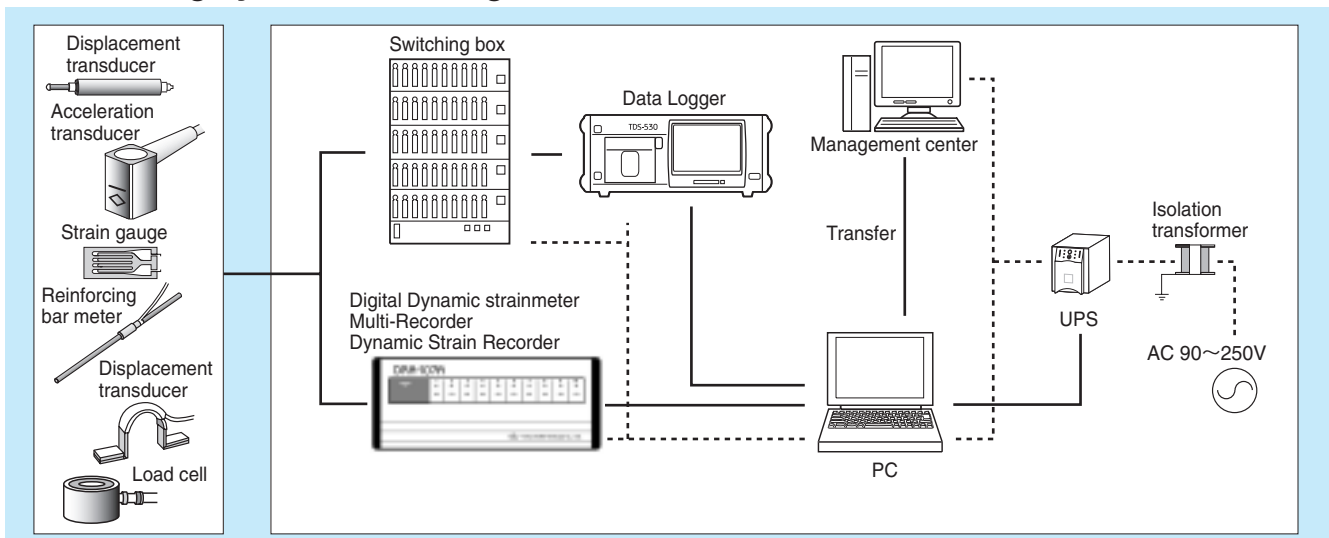 Displacement
transducer
Acceleration
transducer
Strain gauge
Reinforcing
bar meter
Displacement
transducer
Load cell
Switching box
Data Logger
TDS-530
Management center
Transfer
Digital Dynamic strainmeter
Multi-Recorder
Dynamic Strain Recorder
PC
UPS
Isolation
transformer
AC 90～250V